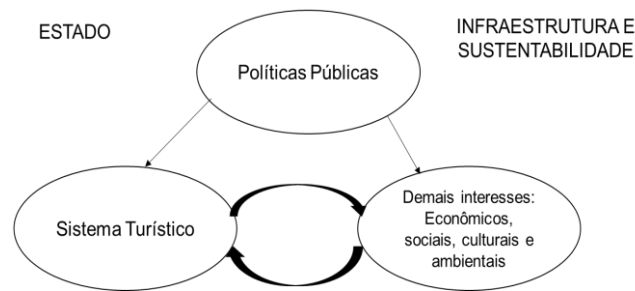 ESTADO
INFRAESTRUTURA E
SUSTENTABILIDADE
Políticas Públicas
Sistema Turístico
Demais interesses:
Econômicos,
sociais, culturais e
ambientais